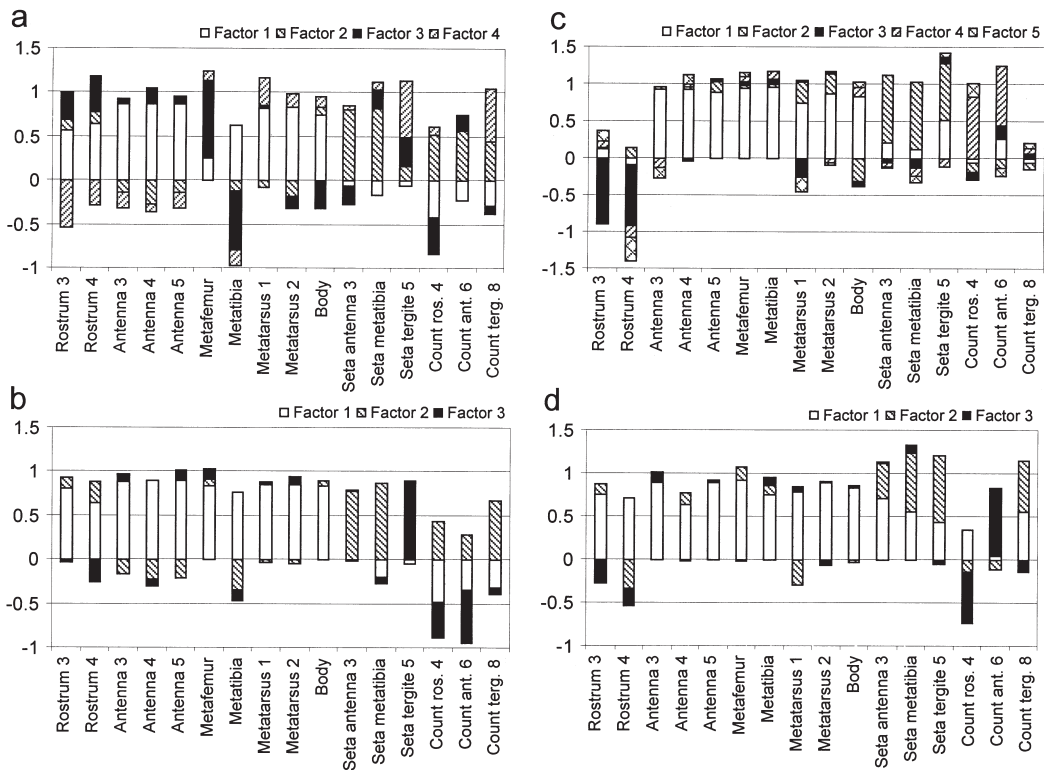 a
Factor 1 Factor 2 Factor 3 Factor 4
1.5
1
0.5
0
-0.5
-1
Rostrum 3
Rostrum 4
Antenna 3
Antenna 4
Antenna 5
Metafemur
Metatibia
Metatarsus 1
Metatarsus 2
Body
Seta antenna 3
Seta metatibia
Seta tergite 5
Count ros. 4
Count ant. 6
Count terg. 8
c
Factor 1 Factor 2 Factor 3 Factor 4 Factor 5
1.5
1
0.5
0
-0.5
-1
-1.5
Rostrum 3
Rostrum 4
Antenna 3
Antenna 4
Antenna 5
Metafemur
Metatibia
Metatarsus 1
Metatarsus 2
Body
Seta antenna 3
Seta metatibia
Seta tergite 5
Count ros. 4
Count ant. 6
Count terg. 8
b
Factor 1 Factor 2 Factor 3
1.5
1
0.5
0
-0.5
-1
Rostrum 3
Rostrum 4
Antenna 3
Antenna 4
Antenna 5
Metafemur
Metatibia
Metatarsus 1
Metatarsus 2
Body
Seta antenna 3
Seta metatibia
Seta tergite 5
Count ros. 4
Count ant. 6
Count terg. 8
d
Factor 1 Factor 2 Factor 3
1.5
1
0.5
0
-0.5
-1
Rostrum 3
Rostrum 4
Antenna 3
Antenna 4
Antenna 5
Metafemur
Metatibia
Metatarsus 1
Metatarsus 2
Body
Seta antenna 3
Seta metatibia
Seta tergite 5
Count ros. 4
Count ant. 6
Count terg. 8